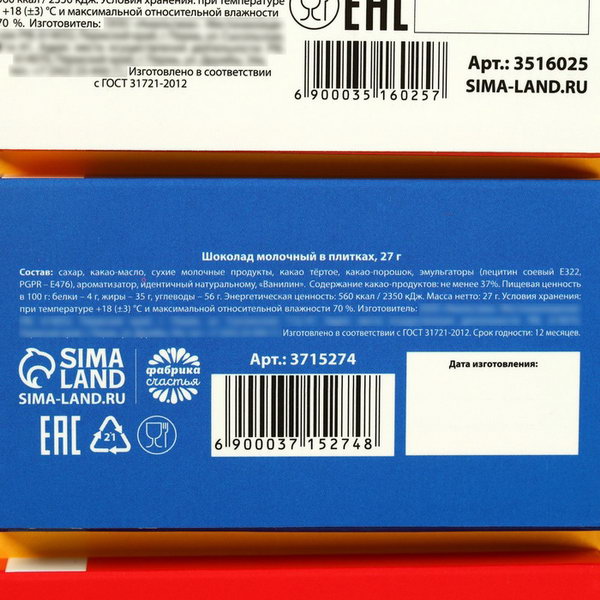 ккал / 2350 кДж. Условия хранения: при температуре
+18 (±3) °С и максимальной относительной влажности
70 %. Изготовитель:
Изготовлено в соответствии
с ГОСТ 31721-2012
EAC
6 900035 160257
Арт.: 3516025
SIMA-LAND.RU
Шоколад молочный в плитках, 27 г
Состав: сахар, какао-масло, сухие молочные продукты, какао тёртое, какао-порошок, эмульгаторы (лецитин соевый Е322,
PGPR – Е476), ароматизатор, идентичный натуральному, «Ванилин». Содержание какао-продуктов: не менее 37%. Пищевая ценность
в 100 г: белки – 4 г, жиры – 35 г, углеводы – 56 г. Энергетическая ценность: 560 ккал / 2350 кДж. Масса нетто: 27 г. Условия хранения:
при температуре +18 (±3) °С и максимальной относительной влажности 70 %. Изготовитель:
Изготовлено в соответствии с ГОСТ 31721-2012. Срок годности: 12 месяцев.
SIMA
LAND
SIMA-LAND.RU
фабрика
счастья
Арт.: 3715274
6 900037 152748
Дата изготовления:
EAC
21